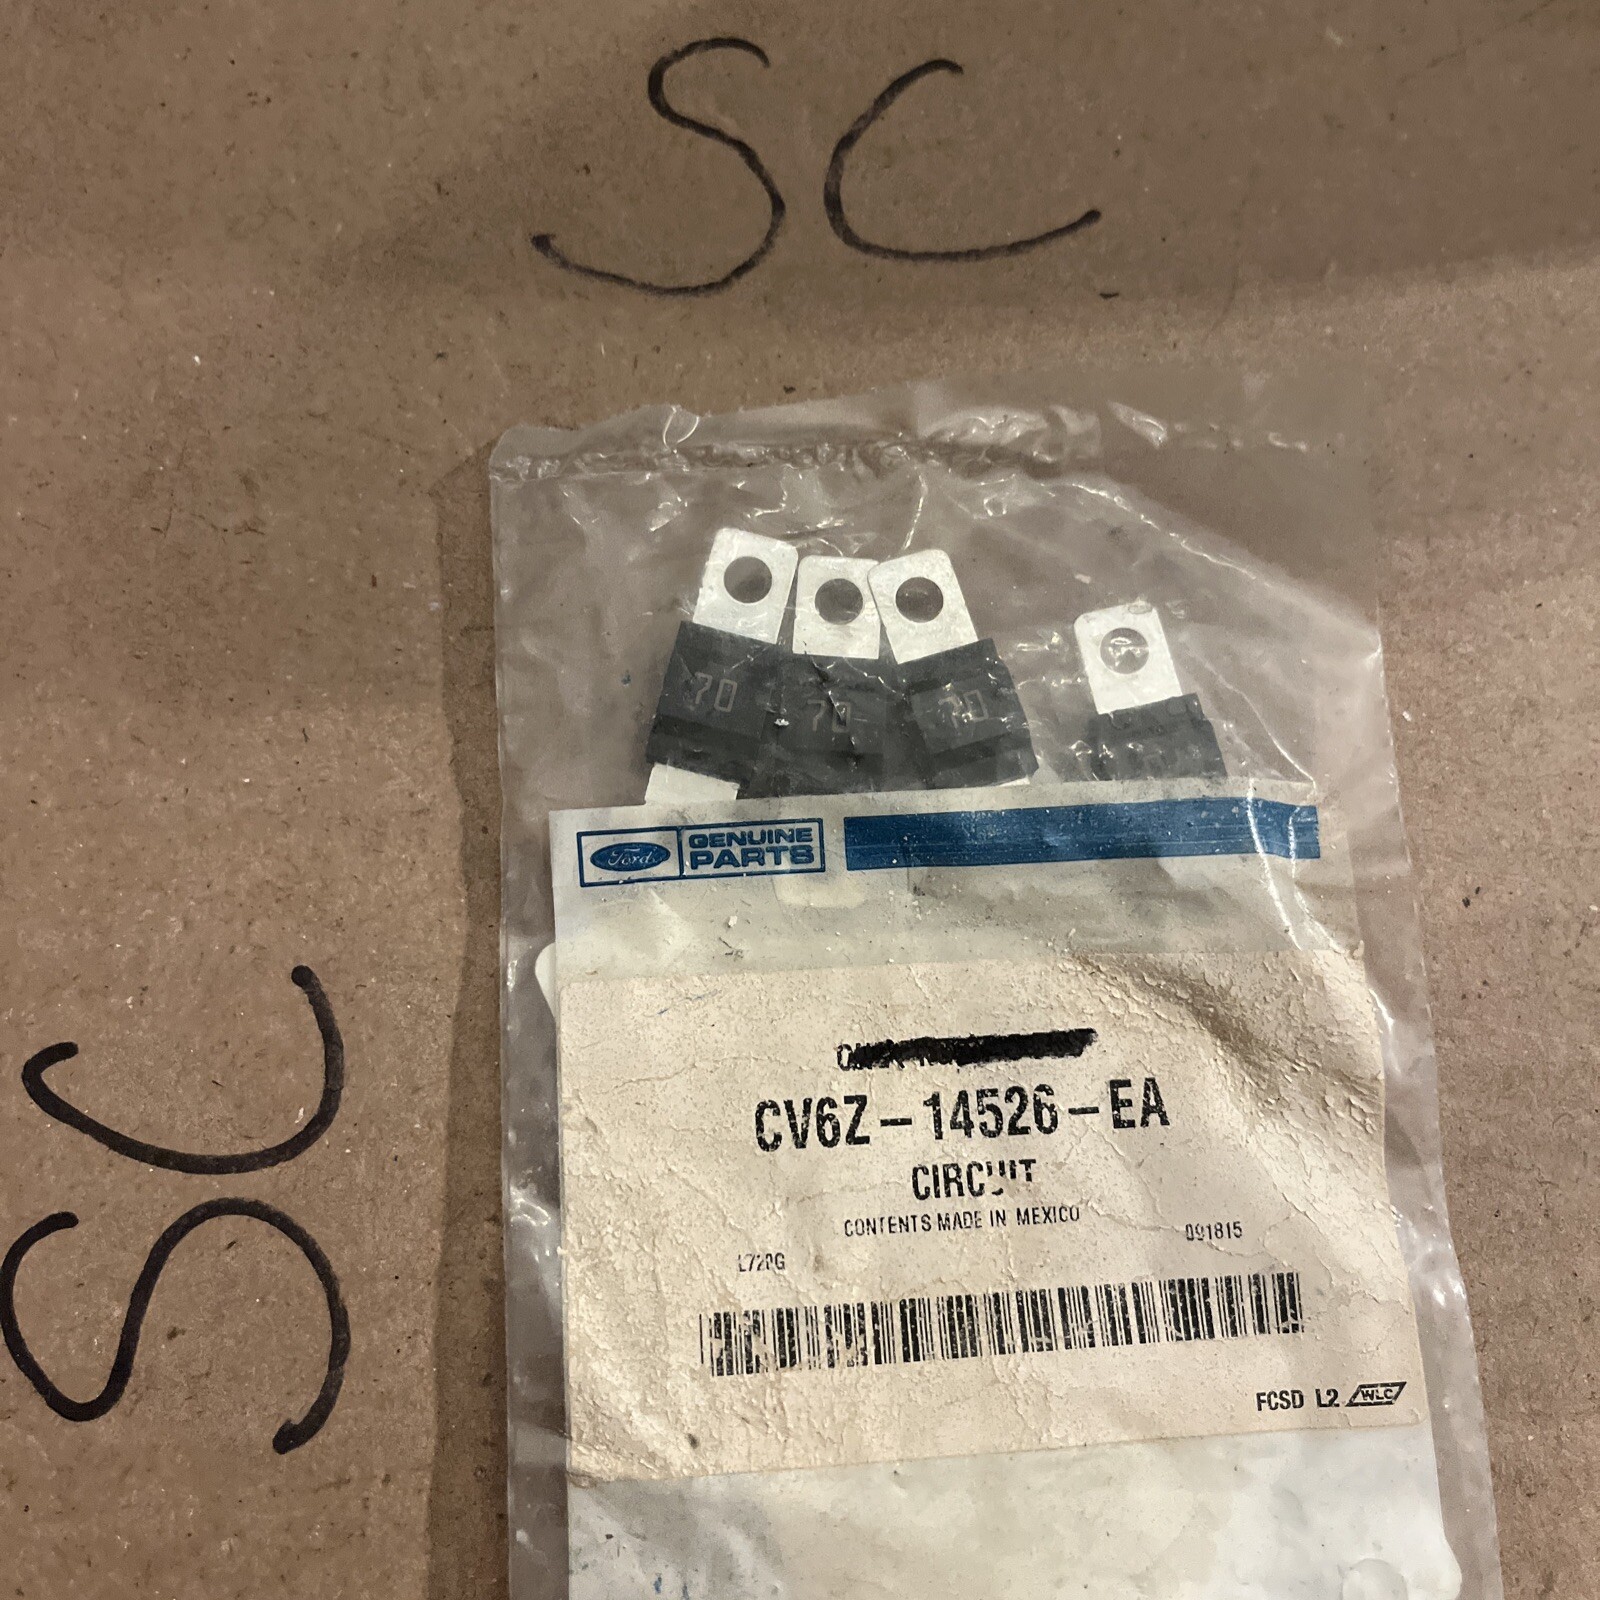 SC
70
70
70
Ford
GENUINE
PARTS
CV6Z-14526-EA
CIRCUIT
CONTENTS MADE IN MEXICO
091815
L720G
FCSD L2 WLC
SC